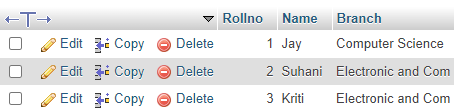 Rollno Name Branch
Edit Copy Delete 1 Jay Computer Science
Edit Copy Delete 2 Suhani Electronic and Com
Edit Copy Delete 3 Kriti Electronic and Com